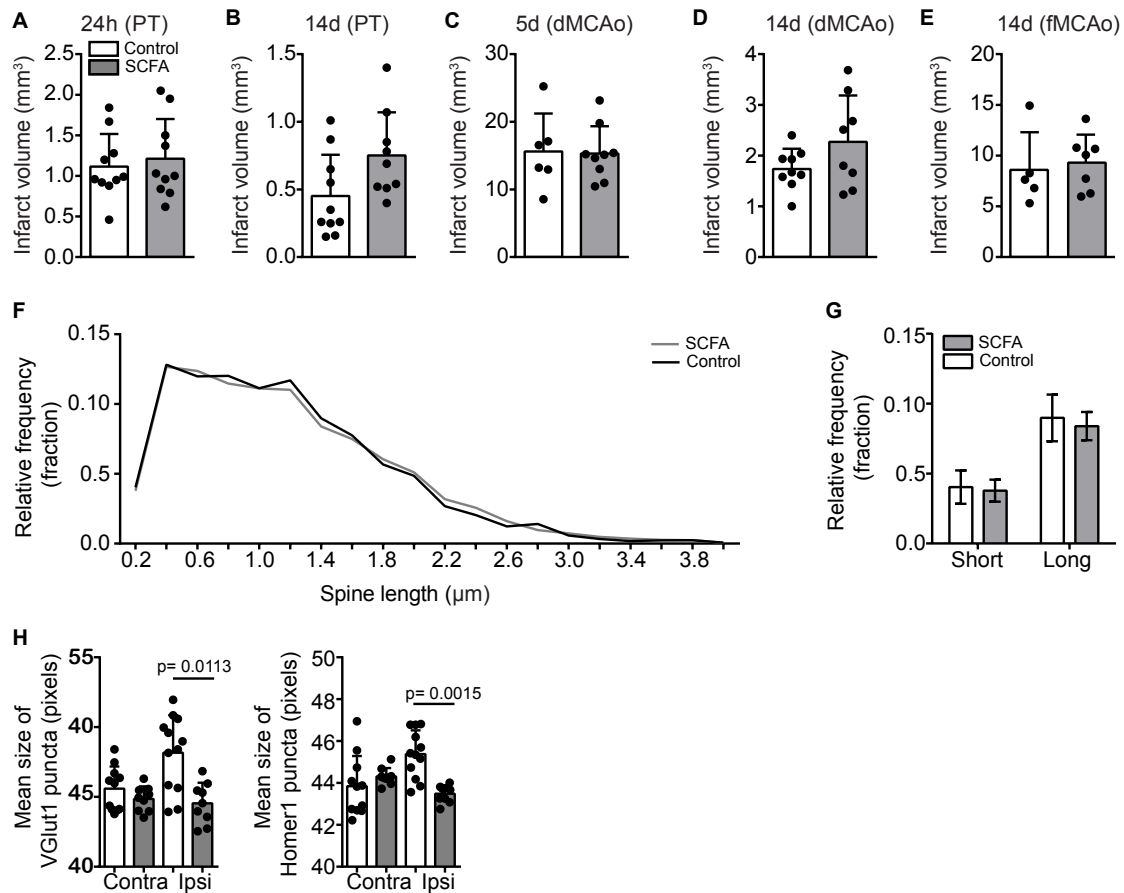 A
24h (PT)
Infarct volume (mm³)
Control
SCFA
2.5
2.0
1.5
1.0
1.0
0.0
B
14d (PT)
Infarct volume (mm³)
1.5
1.0
0.5
0.0
C
5d (dMCAo)
Infarct volume (mm³)
30
20
10
0
D
14d (dMCAo)
Infarct volume (mm³)
4
3
2
1
0
E
14d (fMCAo)
Infarct volume (mm³)
20
15
10
5
0
F
Relative frequency
(fraction)
0.15
0.10
0.5
0.0
SCFA
Control
0.2 0.6 1.0 1.4 1.8 2.2 2.6 3.0 3.4 3.8
Spine length (µm)
G
Relative frequency
(fraction)
0.15
0.10
0.5
0.0
SCFA
Control
Short Long
H
Mean size of
VGlut1 puncta (pixels)
55
40
45
40
p= 0.0113
Contra Ipsi
Mean size of
Homer1 puncta (pixels)
50
48
46
44
42
40
p= 0.0015
Contra Ipsi